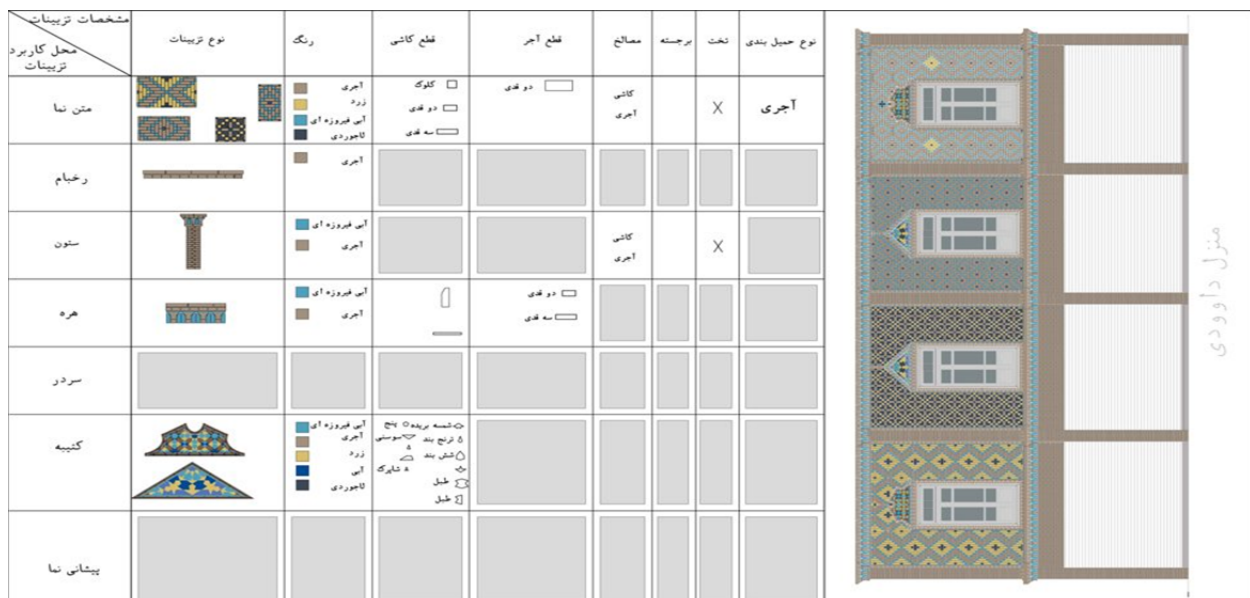 مشخصات تزیینات
محل کاربرد
تزیینات
نوع تزیینات
رنگ
قطع کاشی
قطع آجر
مصالح
برجسته
تخت
نوع حمیل بندی
متن نما
آجری
زرد
آبی فیروزه ای
لاجوردی
کلوک
دو قدی
سه قدی
دو قدی
کاشی
آجری
X
آجری
رخبام
آجری
ستون
آبی فیروزه ای
آجری
کاشی
آجری
X
هره
آبی فیروزه ای
آجری
دو قدی
سه قدی
سردر
کتیبه
آبی فیروزه ای
آجری
زرد
آبی
لاجوردی
شمسه بریده پنج
ترنج بند سوسنی
شش بند
شاپرک
طبل
طبل
پیشانی نما
منزل داوودی